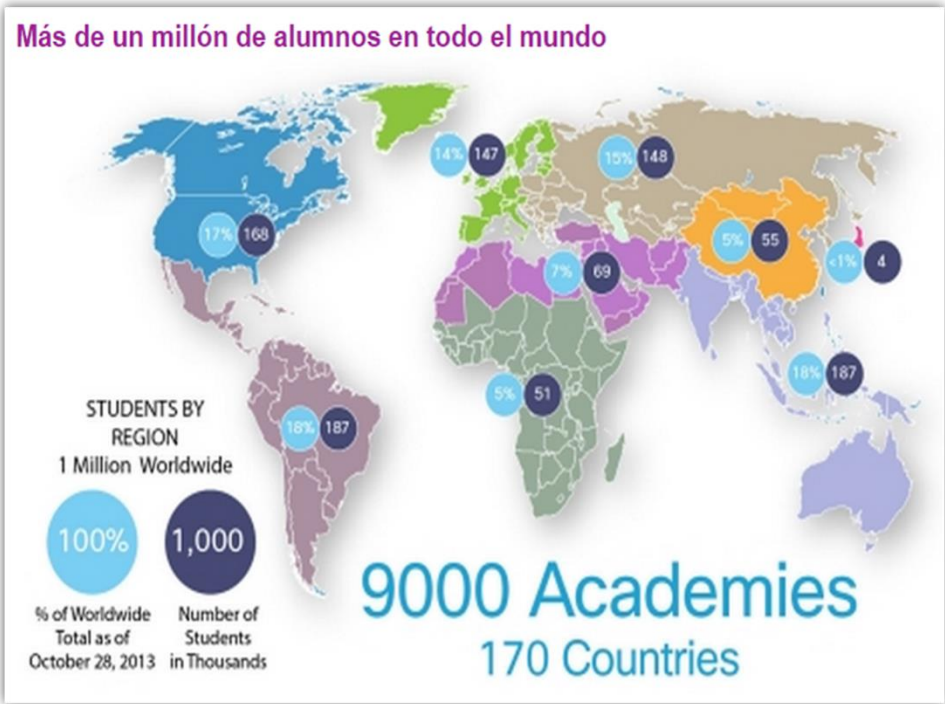 Más de un millón de alumnos en todo el mundo
14% 147
15% 148
17% 168
5% 55
<1% 4
7% 69
18% 187
5% 51
18% 187
STUDENTS BY
REGION
1 Million Worldwide
100% 1,000
% of Worldwide
Total as of
October 28, 2013
Number of
Students
in Thousands
9000 Academies
170 Countries